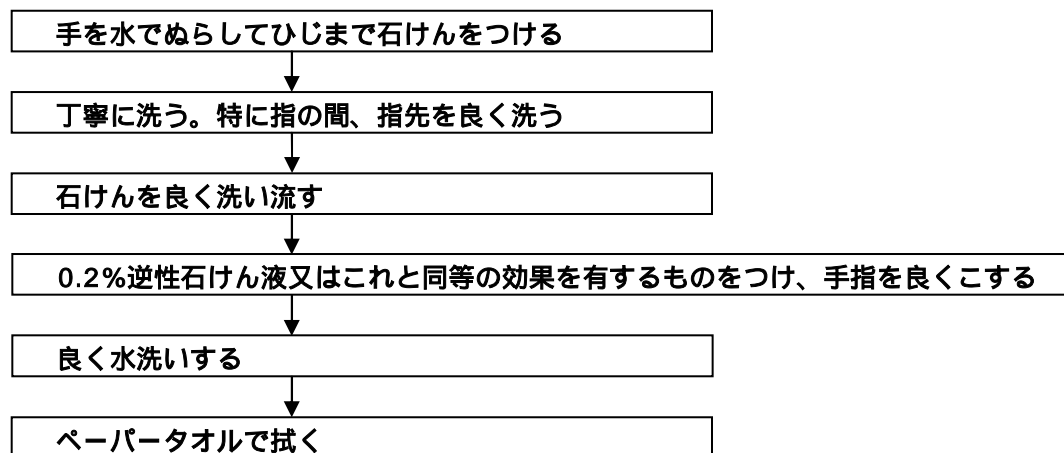 手を水でぬらしてひじまで石けんをつける
丁寧に洗う。特に指の間、指先を良く洗う
石けんを良く洗い流す
0.2%逆性石けん液又はこれと同等の効果を有するものをつけ、手指を良くこする
良く水洗いする
ペーパータオルで拭く